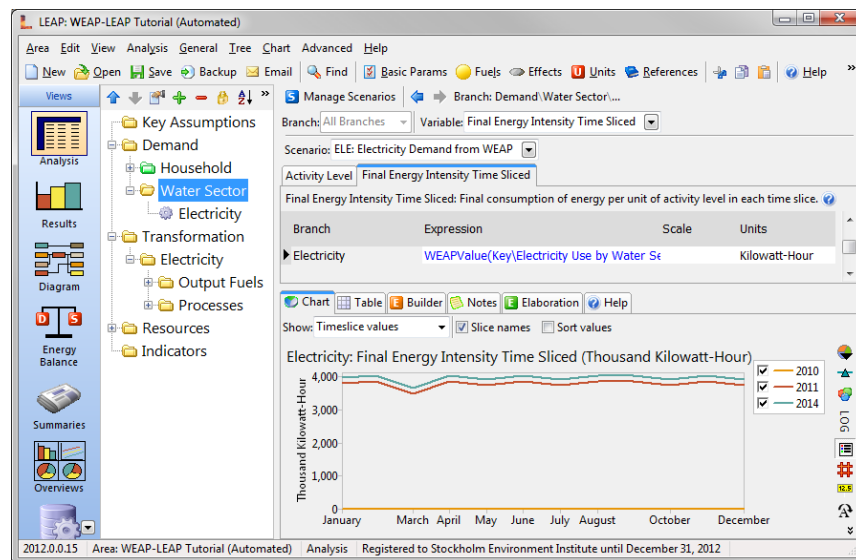 LEAP: WEAP-LEAP Tutorial (Automated)
Area Edit View Analysis General Tree Chart Advanced Help
New Open Save Backup Email Find Basic Params Fuels Effects Units References Help »
Views
Analysis
Results
Diagram
Energy
Balance
Summaries
Overviews
»
Key Assumptions
Demand
Household
Water Sector
Electricity
Transformation
Electricity
Output Fuels
Processes
Resources
Indicators
S Manage Scenarios Branch: Demand\Water Sector\...
Branch: All Branches Variable: Final Energy Intensity Time Sliced
Scenario: ELE: Electricity Demand from WEAP
Activity Level Final Energy Intensity Time Sliced
Final Energy Intensity Time Sliced: Final consumption of energy per unit of activity level in each time slice.
Branch Expression Scale Units
Electricity WEAPValue(Key\Electricity Use by Water Se Kilowatt-Hour
Chart Table Builder Notes Elaboration Help
Show: Timeslice values Slice names Sort values
Electricity: Final Energy Intensity Time Sliced (Thousand Kilowatt-Hour)
Thousand Kilowatt-Hour
4,000
3,000
2,000
1,000
0
January March April May June July August October December
2010
2011
2014
LOG
12.5
2012.0.0.15 Area: WEAP-LEAP Tutorial (Automated) Analysis Registered to Stockholm Environment Institute until December 31, 2012